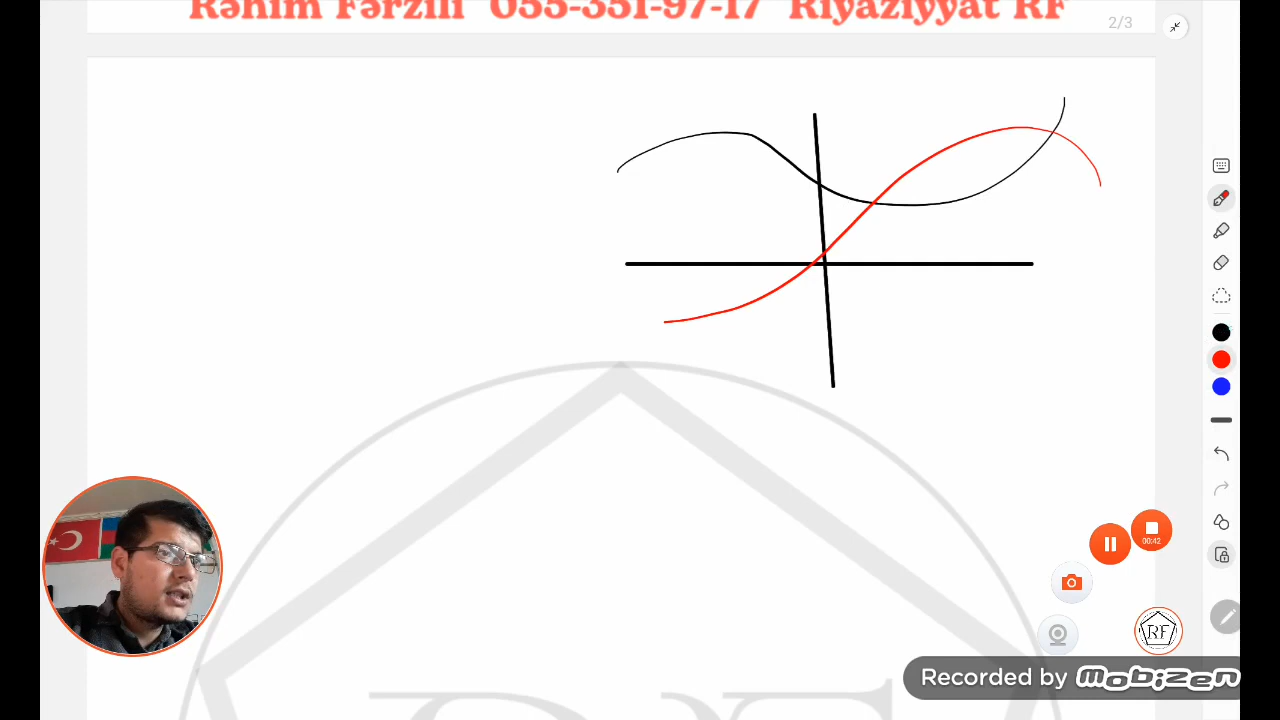 Rəhim Fərzili 055-351-97-17 Riyaziyyat RF
2/3
00:42
RF
Recorded by mobizen